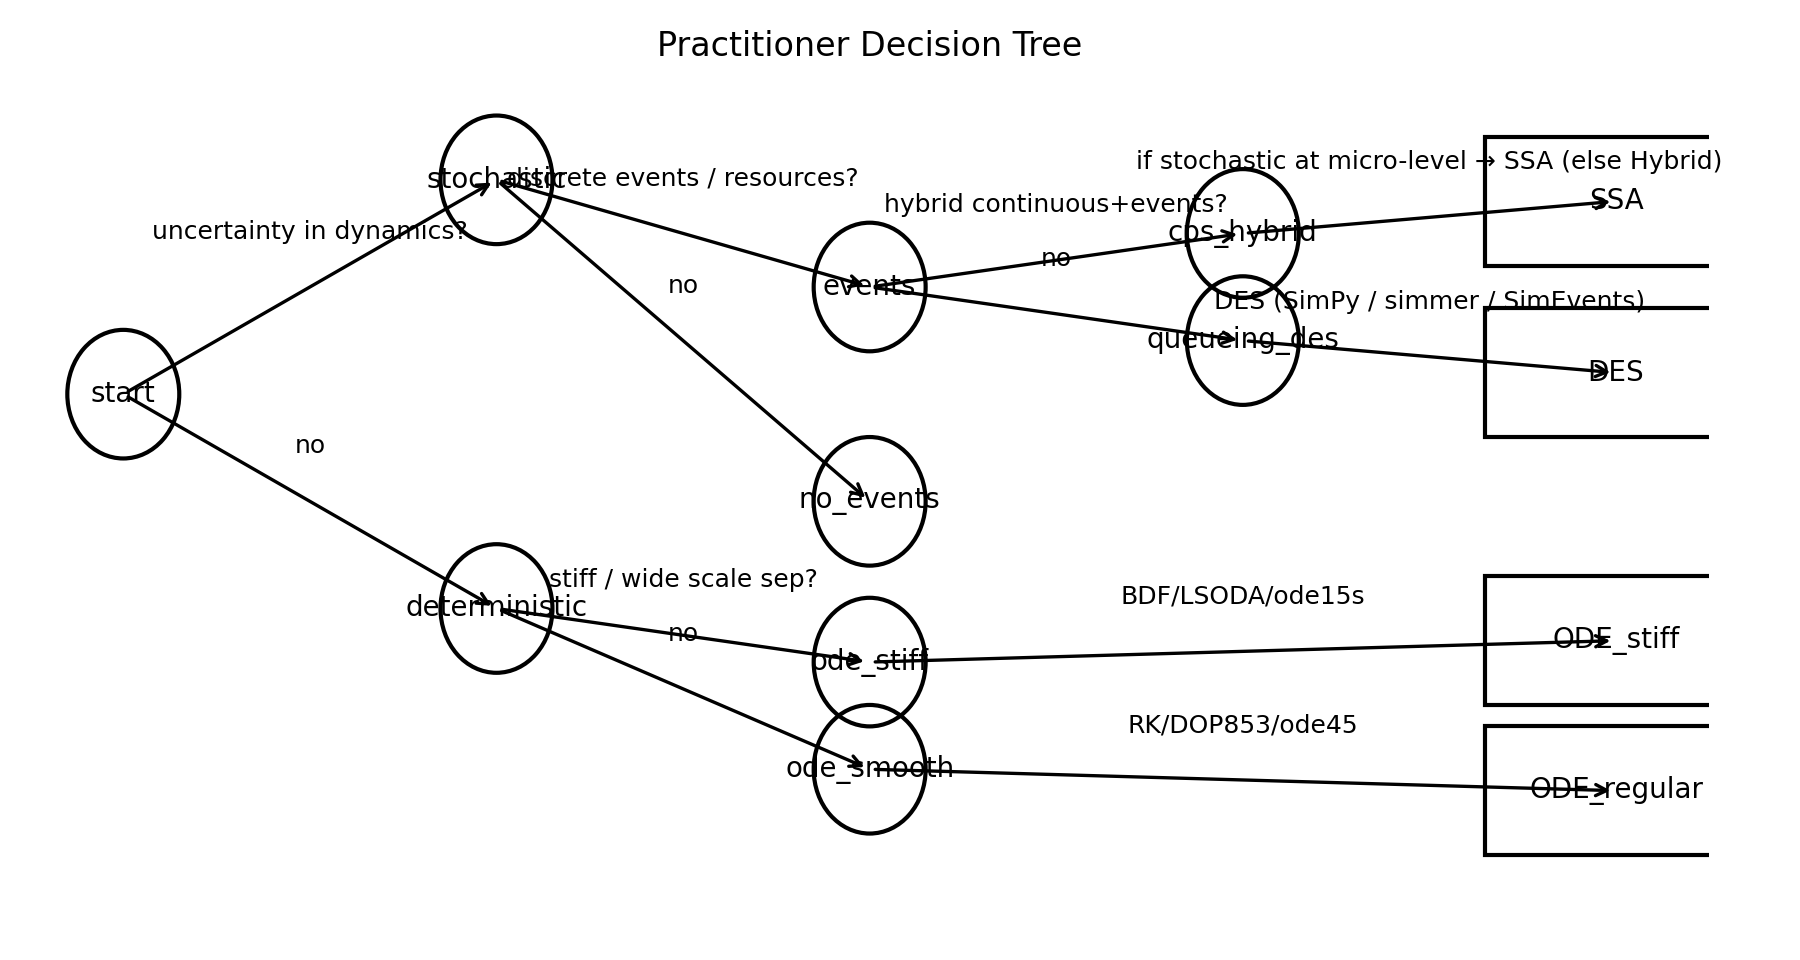 Practitioner Decision Tree
if stochastic at micro-level → SSA (else Hybrid)
stochastic
discrete events / resources?
SSA
hybrid continuous+events?
uncertainty in dynamics?
cps_hybrid
no
no
events
DES (SimPy / simmer / SimEvents)
queueing_des
DES
start
no
no_events
stiff / wide scale sep?
BDF/LSODA/ode15s
deterministic
no
ode_stiff
ODE_stiff
RK/DOP853/ode45
ode_smooth
ODE_regular